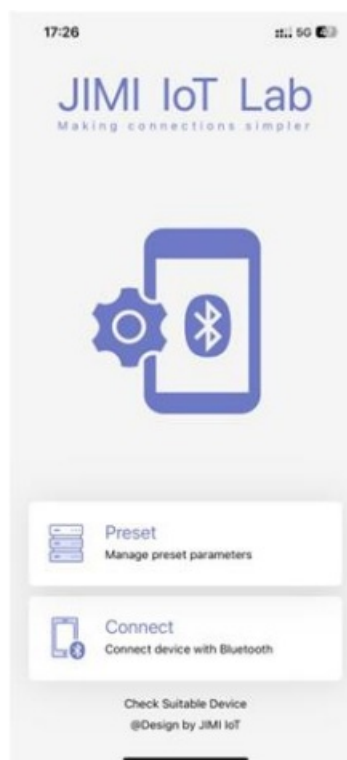 17:26
5G
JIMI IoT Lab
Making connections simpler
Preset
Manage preset parameters
Connect
Connect device with Bluetooth
Check Suitable Device
@Design by JIMI IoT